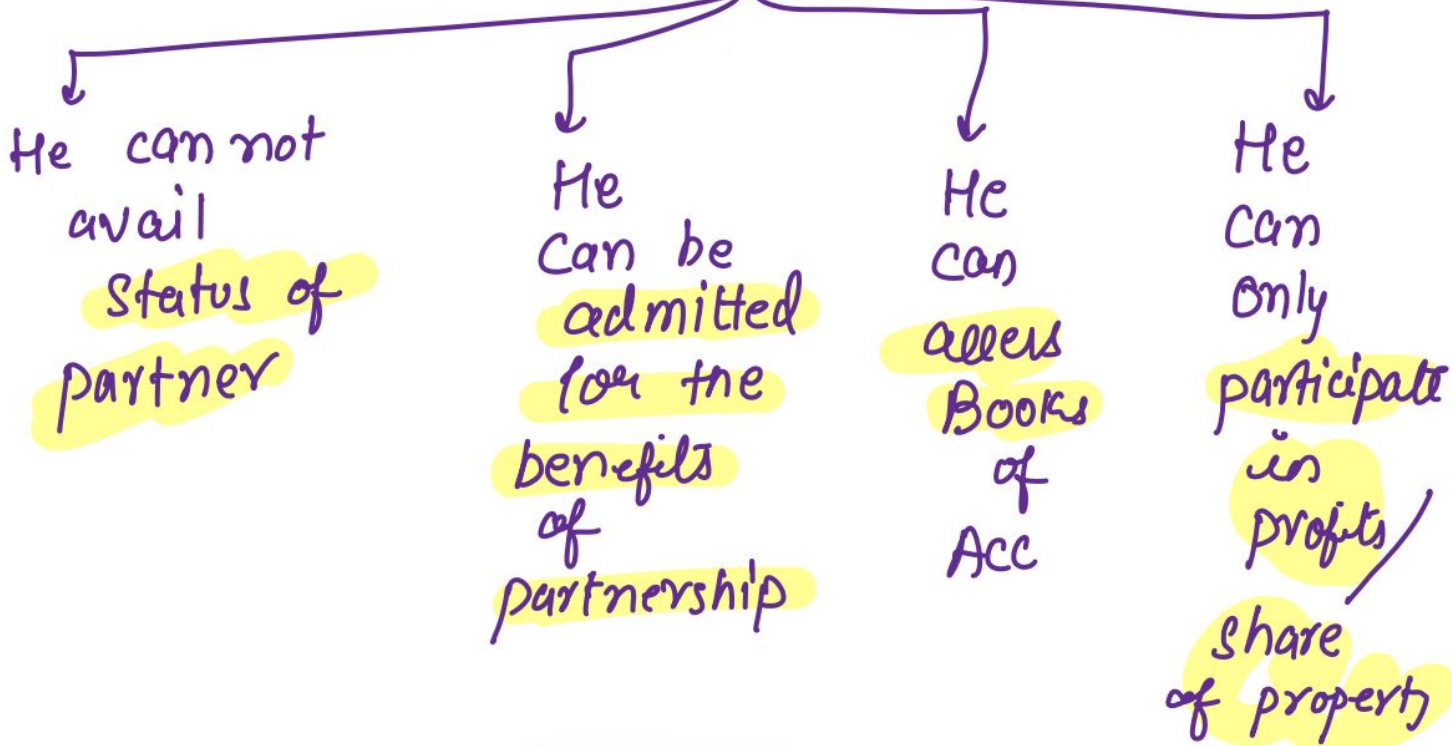 He can not
avail
status of
partner
He
can be
admitted
for the
benefits
of
partnership
He
can
access
Books
of
Acc
He
can
only
participate
in
profits /
share
of property